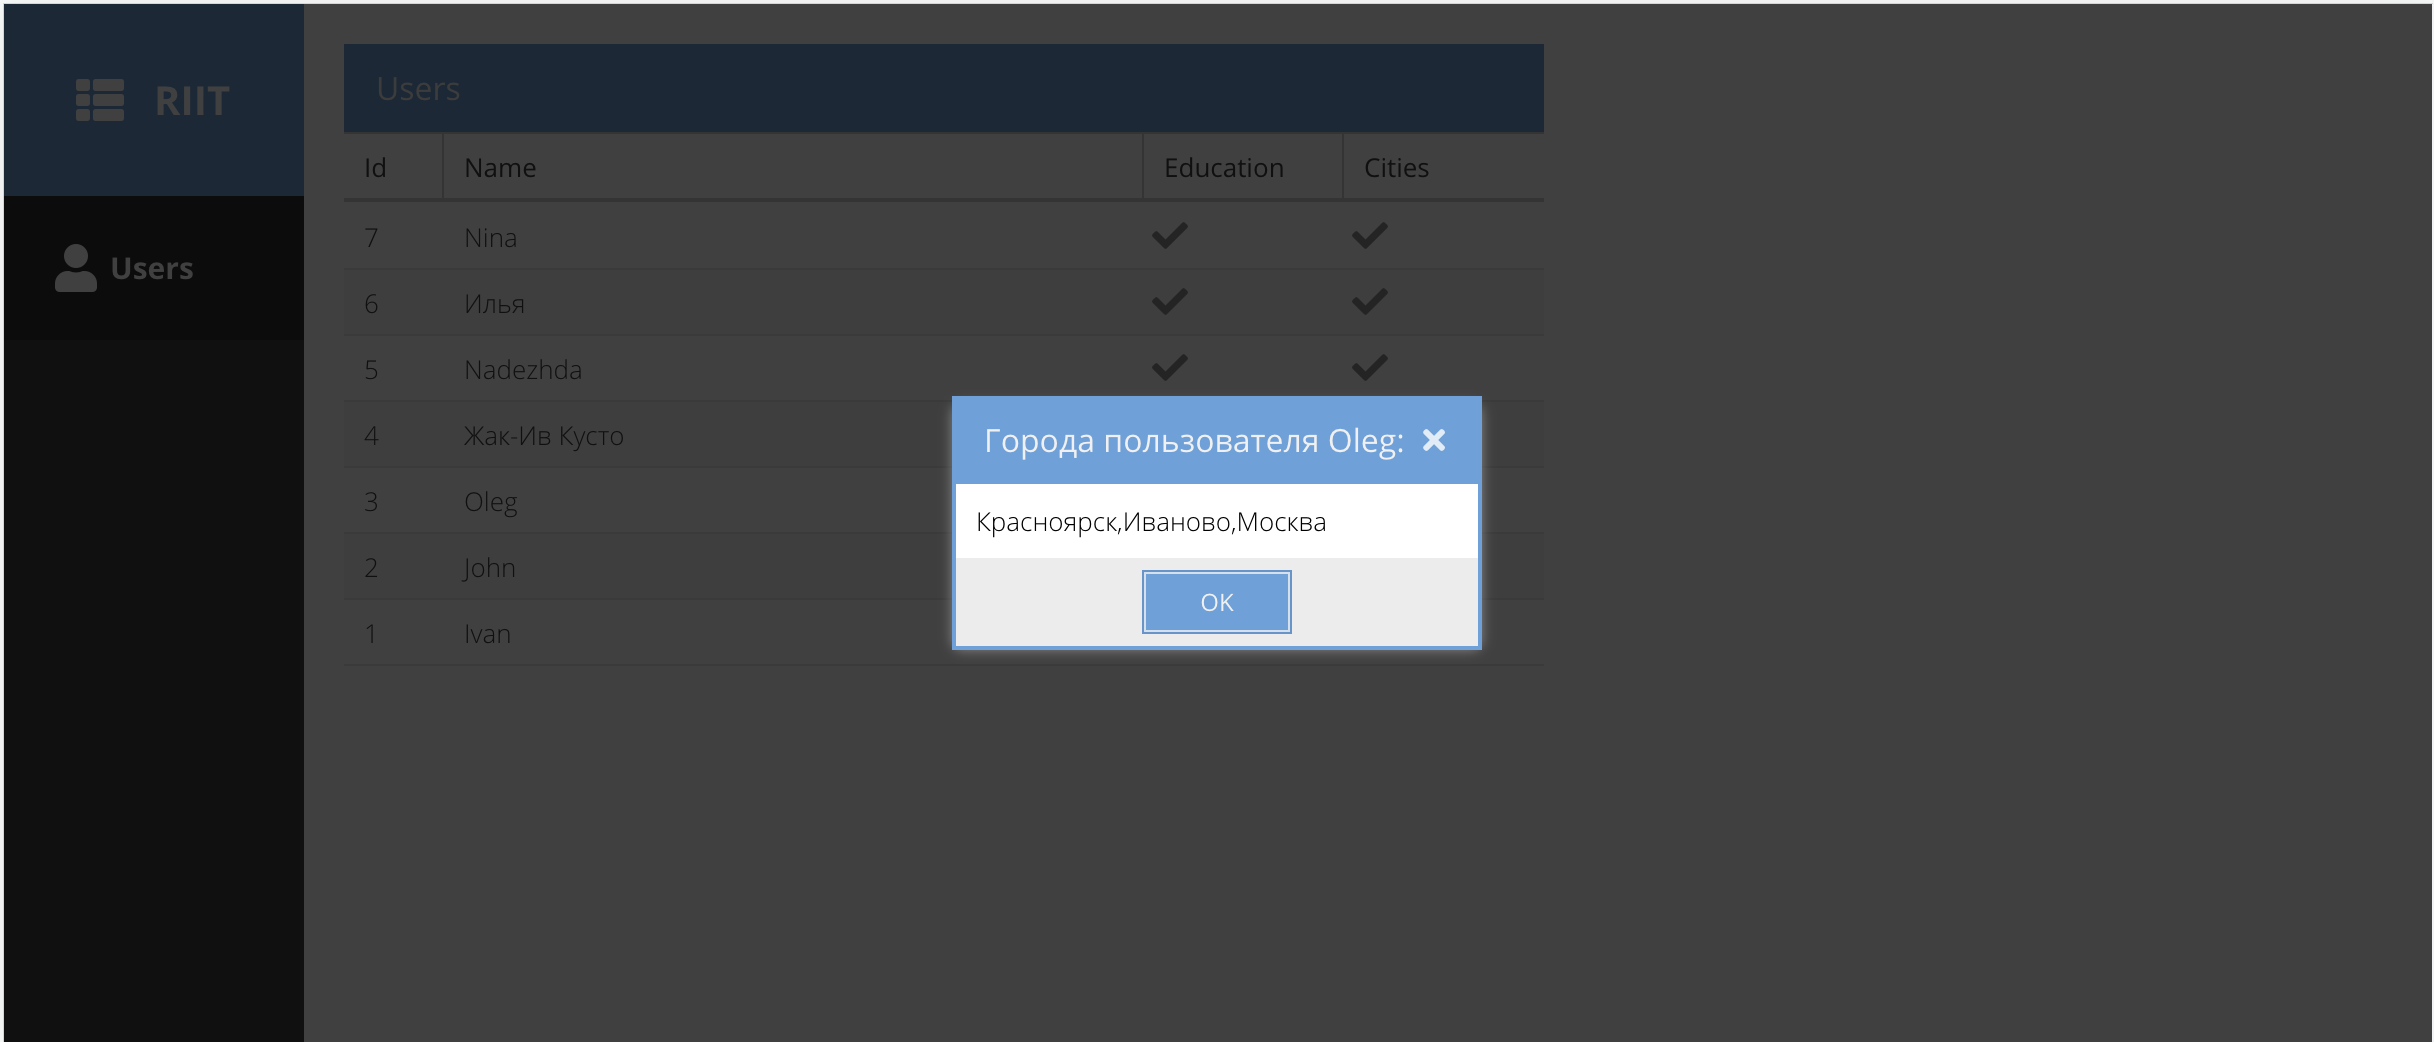 RIIT
Users
Users
Id Name Education Cities
7 Nina
6 Илья
5 Nadezhda
4 Жак-Ив Кусто
3 Oleg
2 John
1 Ivan
Города пользователя Oleg:
Красноярск,Иваново,Москва
OK